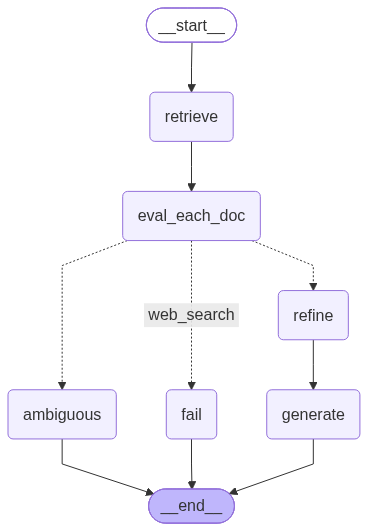 __start__
retrieve
eval_each_doc
web_search
refine
ambiguous
fail
generate
__end__